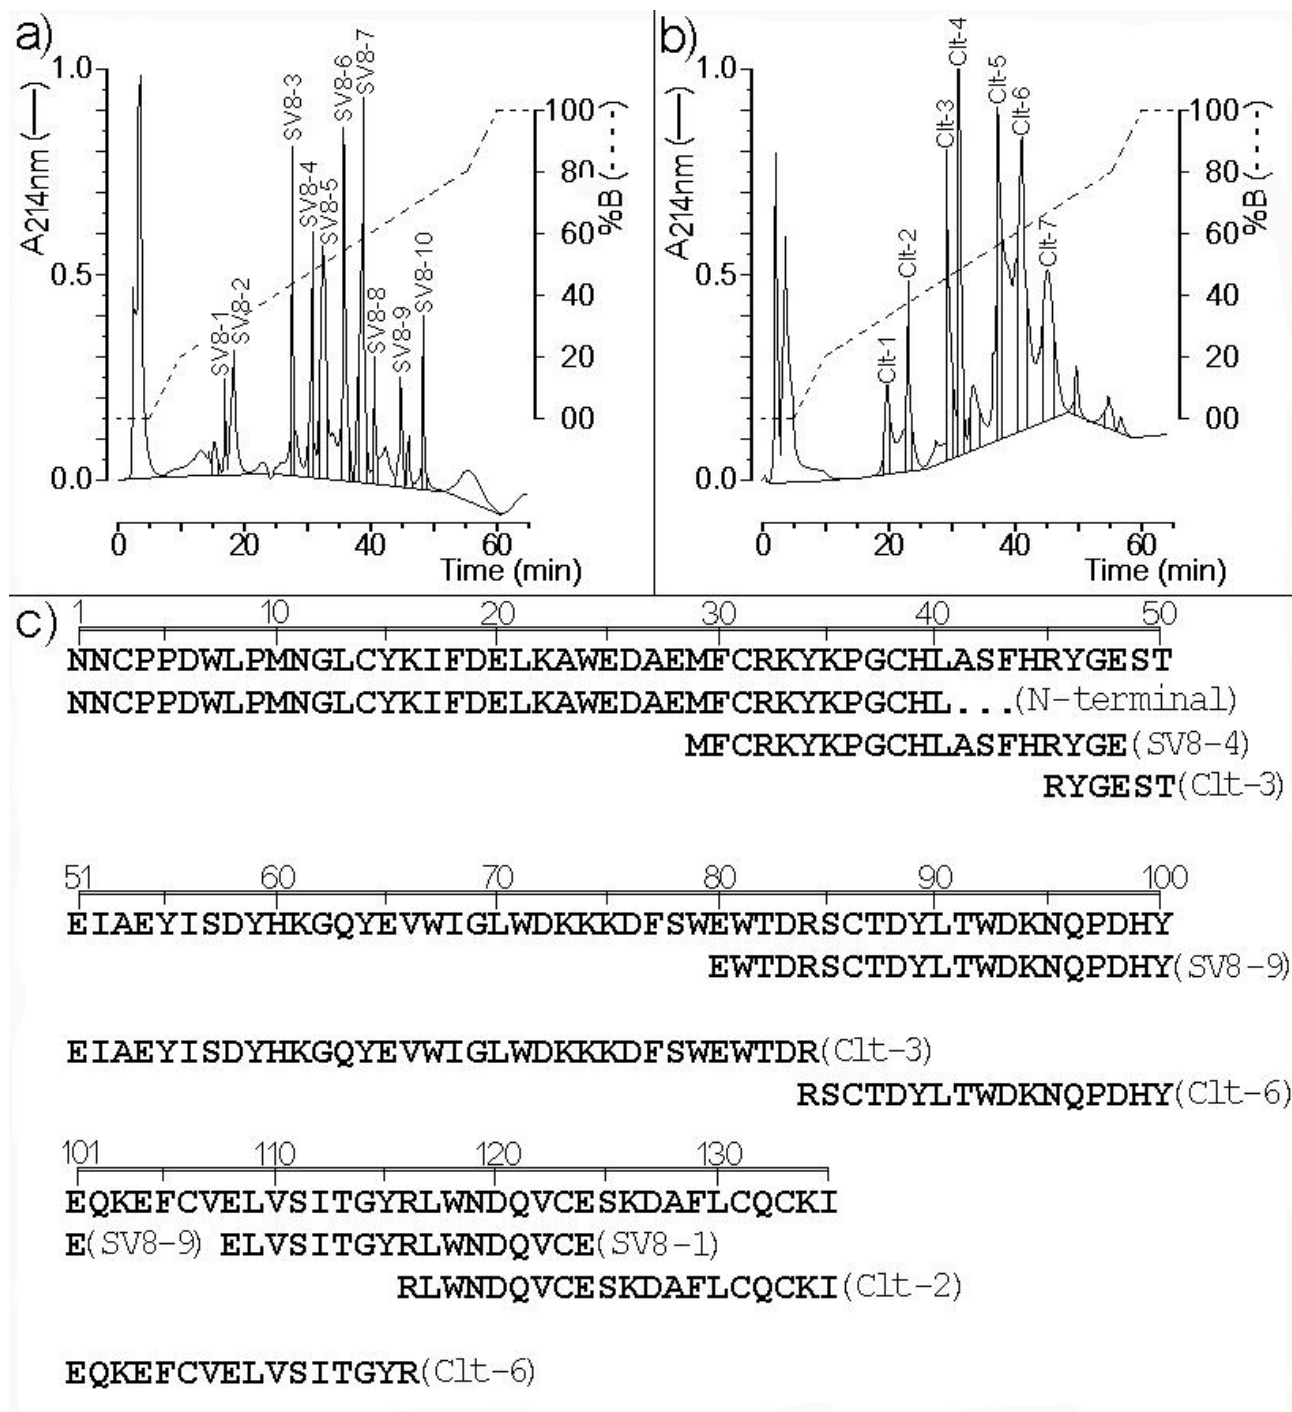 a)
1.0
0.5
0.0
A214nm (—)
SV8-1
SV8-2
SV8-3
SV8-4
SV8-5
SV8-6
SV8-7
SV8-8
SV8-9
SV8-10
100
80
60
40
20
00
%B (----)
0 20 40 60
Time (min)
b)
1.0
0.5
0.0
A214nm (—)
Clt-1
Clt-2
Clt-3
Clt-4
Clt-5
Clt-6
Clt-7
100
80
60
40
20
00
%B (----)
0 20 40 60
Time (min)
c)
1 10 20 30 40 50
NNCPPDWLPMNGLCYKIFDELKAWEDAEMFCRKYKPGCHLASFHRYGEST
NNCPPDWLPMNGLCYKIFDELKAWEDAEMFCRKYKPGCHL...(N-terminal)
MFCRKYKPGCHLASFHRYGE(SV8-4)
RYGEST(Clt-3)
51 60 70 80 90 100
EIAEYISDYHKGQYEVWIGLWDKKKDFSWEWTDRSCTDYLTWDKNQPDHY
EWTDRSCTDYLTWDKNQPDHY(SV8-9)
EIAEYISDYHKGQYEVWIGLWDKKKDFSWEWTDR(Clt-3)
RSCTDYLTWDKNQPDHY(Clt-6)
101 110 120 130
EQKEFCVELVSITGYRLWNDQVCESKDAFLCQCKI
E(SV8-9) ELVSITGYRLWNDQVCE(SV8-1)
RLWNDQVCESKDAFLCQCKI(Clt-2)
EQKEFCVELVSITGYR(Clt-6)